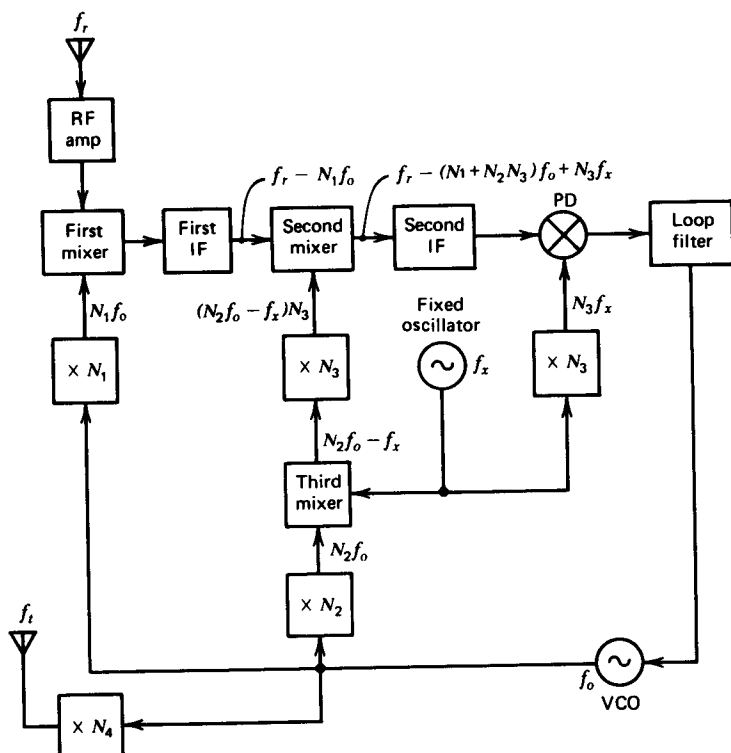 f_r
RF
amp
f_r − N_1f_o
f_r − (N1 + N_2N_3)f_o + N_3f_x
PD
First
mixer
First
IF
Second
mixer
Second
IF
Loop
filter
N_1f_o
(N_2f_o − f_x)N_3
Fixed
oscillator
N_3f_x
× N_1
× N_3
f_x
× N_3
N_2f_o − f_x
Third
mixer
N_2f_o
× N_2
f_t
f_o
VCO
× N_4